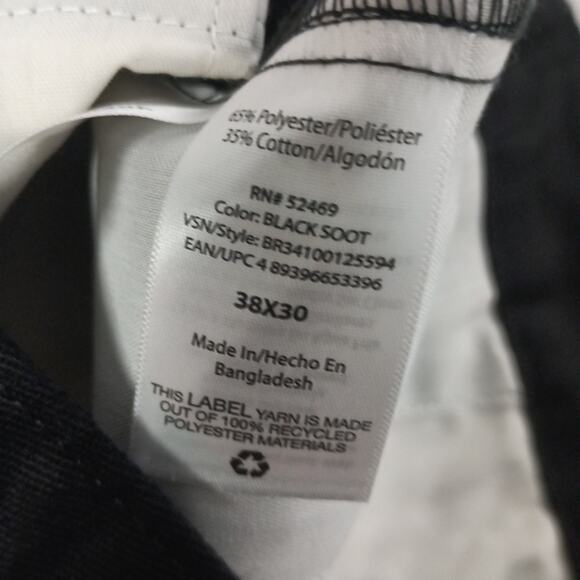 65% Polyester/Poliéster
35% Cotton/Algodón
RN# 52469
Color: BLACK SOOT
VSN/Style: BR34100125594
EAN/UPC 4 89396653396
38X30
Made In/Hecho En
Bangladesh
THIS LABEL YARN IS MADE
OUT OF 100% RECYCLED
POLYESTER MATERIALS